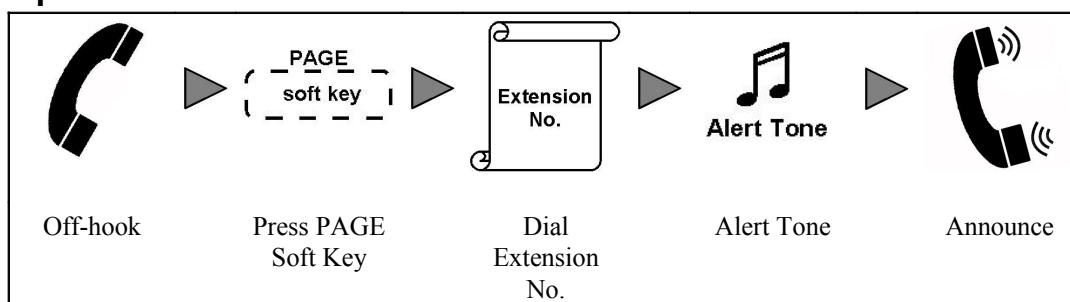 PAGE
soft key
Extension
No.
Alert Tone
Off-hook
Press PAGE
Soft Key
Dial
Extension
No.
Alert Tone
Announce